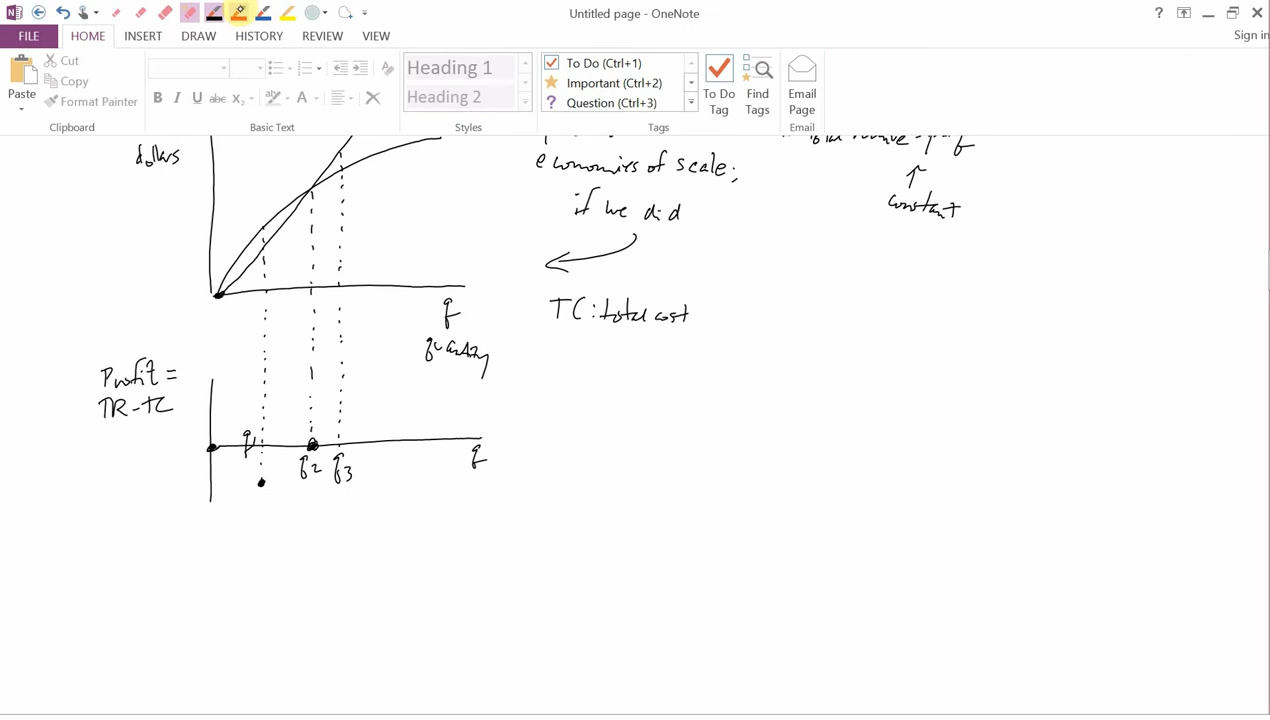 Untitled page - OneNote
?
Sign in
FILE
HOME
INSERT
DRAW
HISTORY
REVIEW
VIEW
Paste
Cut
Copy
Format Painter
Clipboard
B I U abc x₂ A
Basic Text
Heading 1
Heading 2
Styles
To Do (Ctrl+1)
Important (Ctrl+2)
? Question (Ctrl+3)
To Do
Tag
Find
Tags
Tags
Email
Page
Email
dollars
economies of scale;
if we did
constant
TC: total cost
q
quantity
Profit =
TR - TC
q1
q2
q3
q